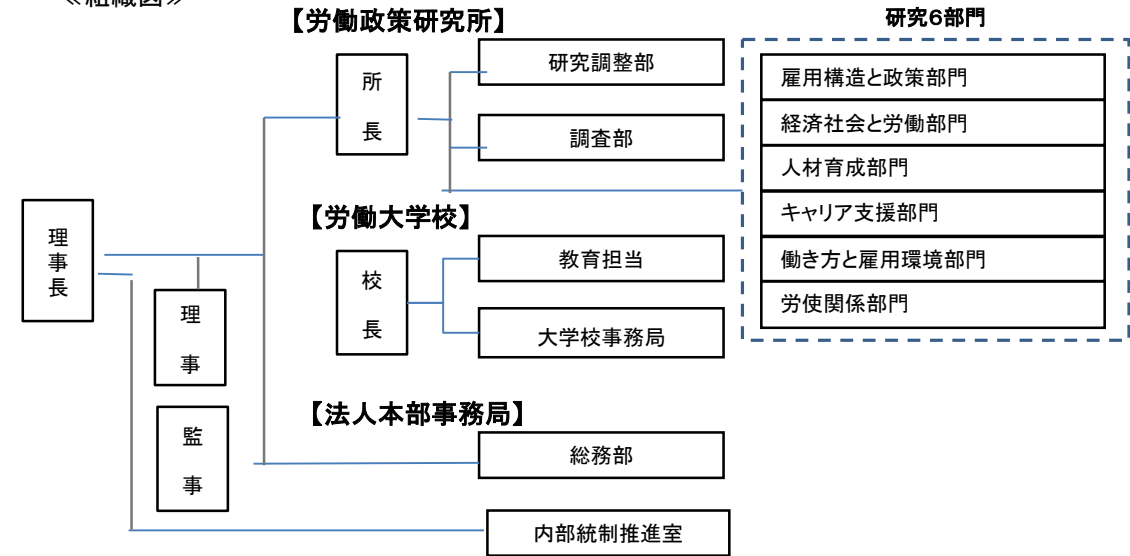 ≪組織図≫
【労働政策研究所】
研究6部門
所長
研究調整部
調査部
雇用構造と政策部門
経済社会と労働部門
人材育成部門
キャリア支援部門
働き方と雇用環境部門
労使関係部門
理事長
【労働大学校】
校長
教育担当
大学校事務局
理事
監事
【法人本部事務局】
総務部
内部統制推進室